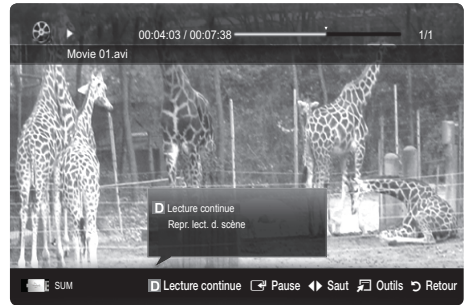 00:04:03 / 00:07:38 1/1
Movie 01.avi
D Lecture continue
Repr. lect. d. scène
SUM D Lecture continue Pause Saut Outils Retour